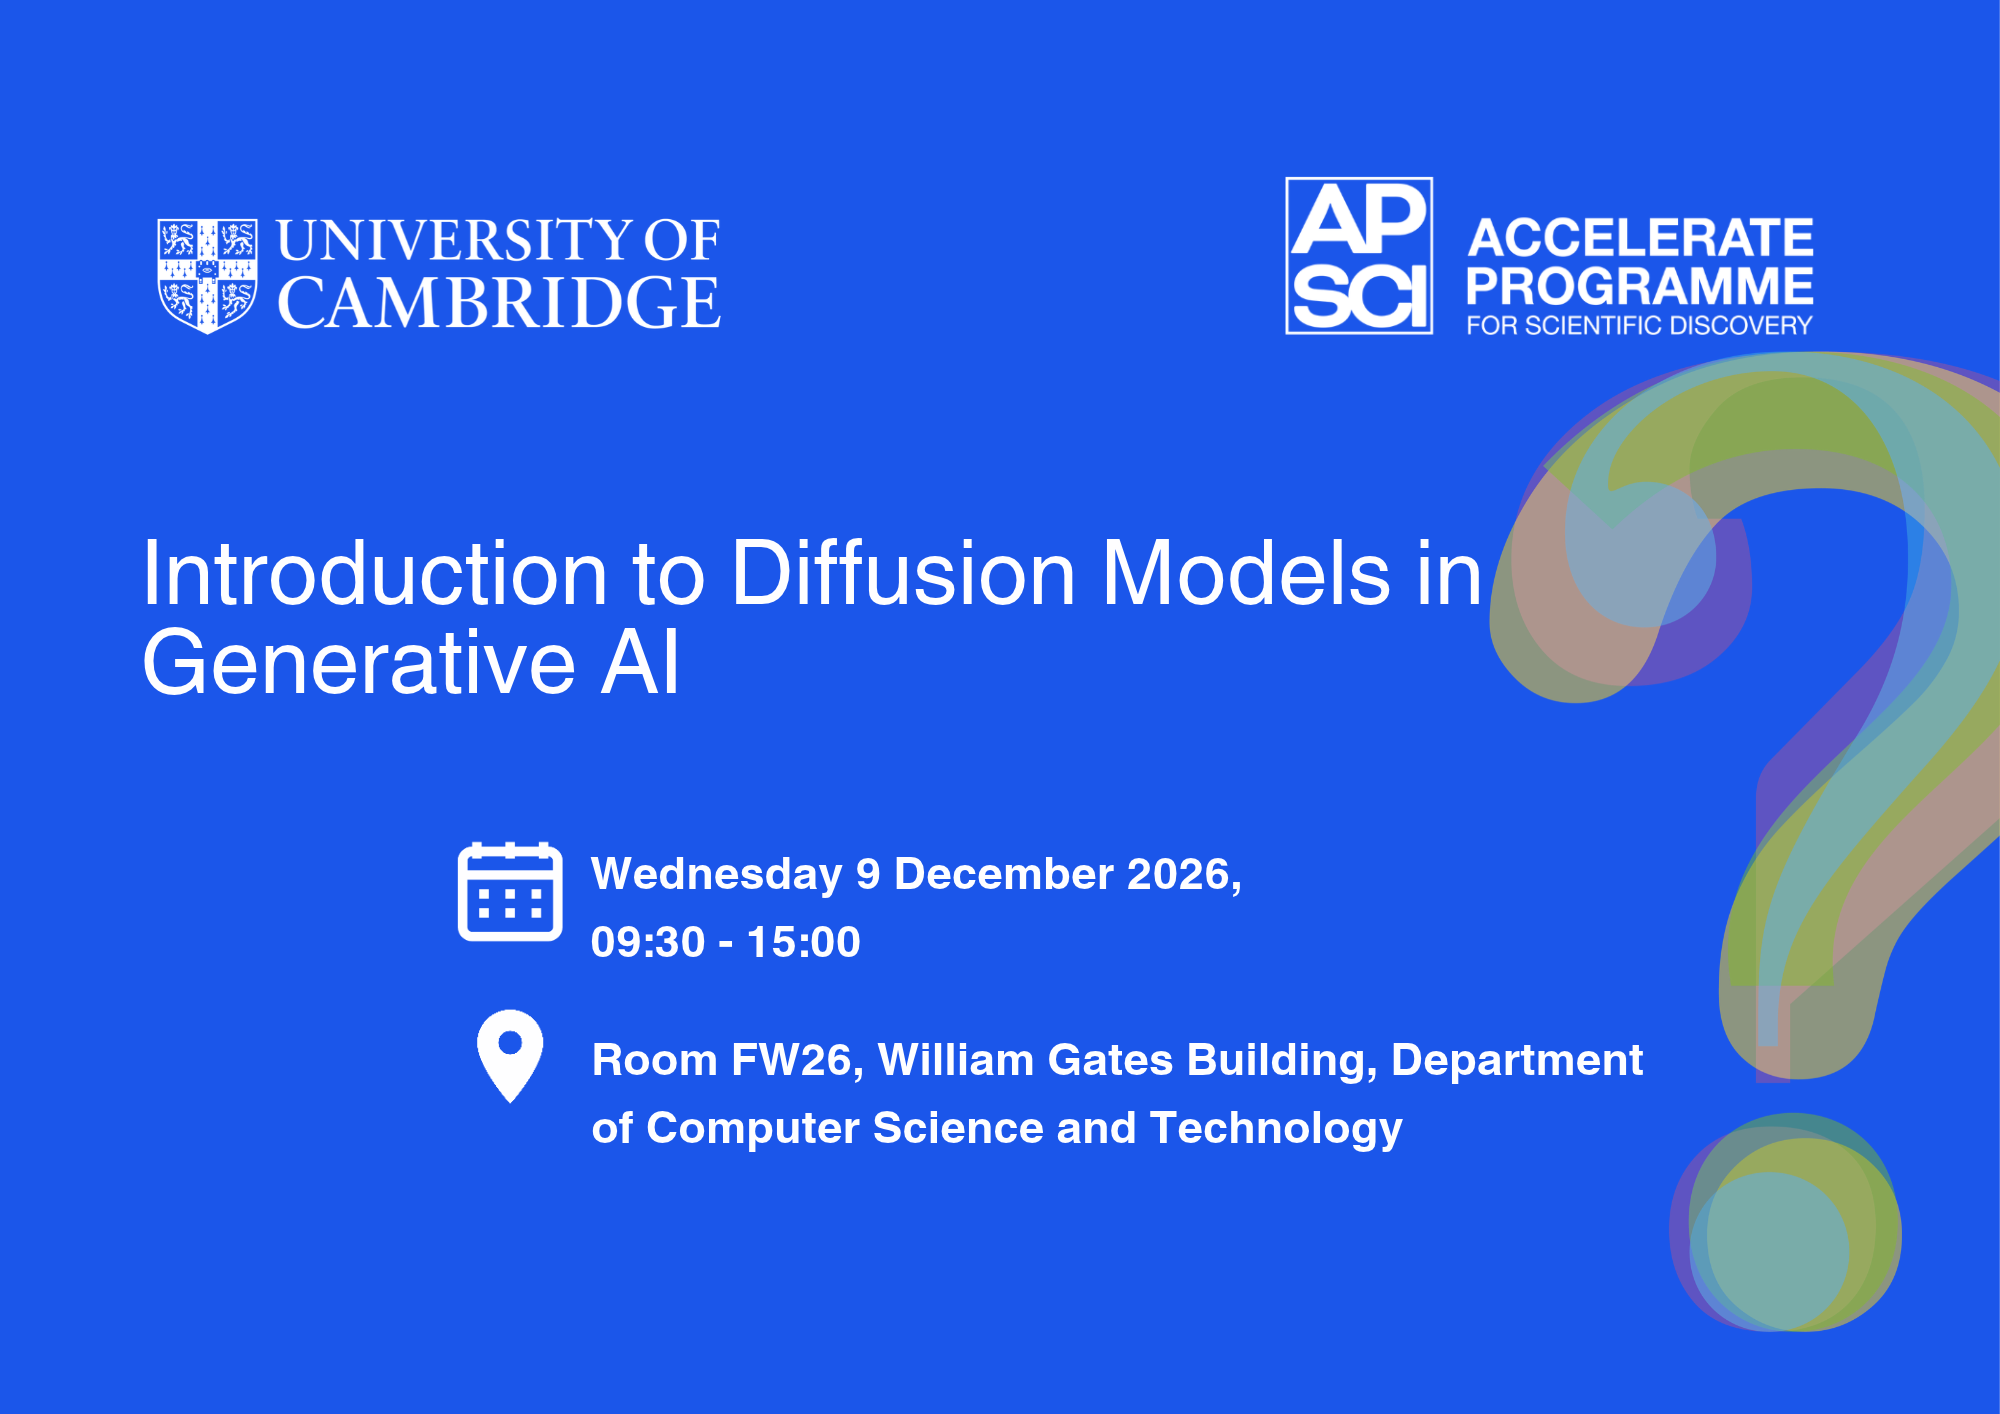 UNIVERSITY OF
CAMBRIDGE
AP
SCI
ACCELERATE
PROGRAMME
FOR SCIENTIFIC DISCOVERY
Introduction to Diffusion Models in
Generative AI
Wednesday 9 December 2026,
09:30 - 15:00
Room FW26, William Gates Building, Department
of Computer Science and Technology
?